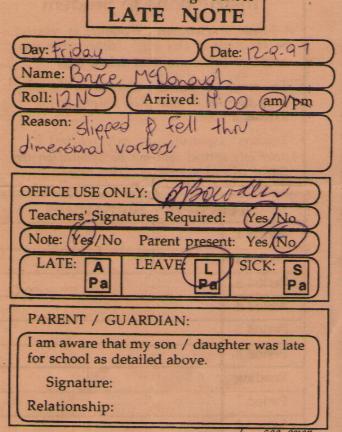 LATE NOTE
Day: Friday Date: 12-9-97
Name: Bryce McDonough
Roll: 12N Arrived: 11:00 am/pm
Reason: slipped & fell thru
dimensional vortex
OFFICE USE ONLY: Bowdler
Teachers' Signatures Required: Yes/No
Note: Yes/No Parent present: Yes/No
LATE: A Pa LEAVE: L Pa SICK: S Pa
PARENT / GUARDIAN:
I am aware that my son / daughter was late
for school as detailed above.
Signature:
Relationship: